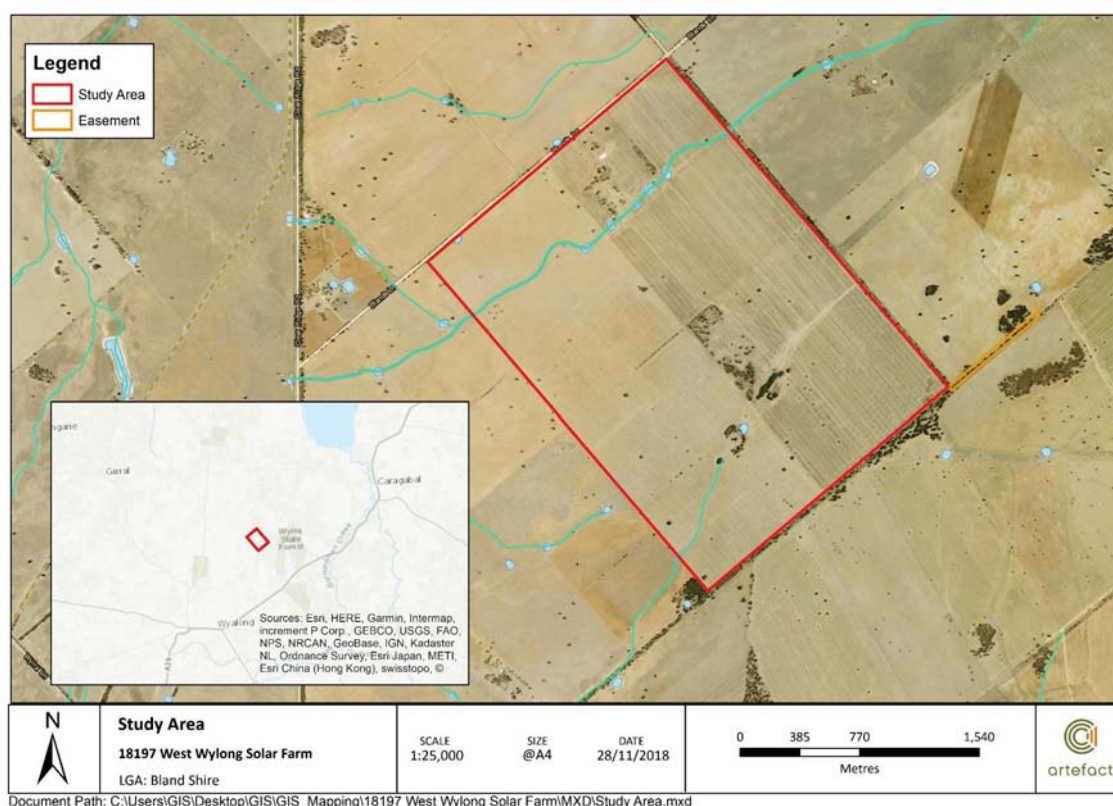 Legend
Study Area
Easement
Girral
Caragabal
Wyrra
State
Forest
Wyalong
Sources: Esri, HERE, Garmin, Intermap,
increment P Corp., GEBCO, USGS, FAO,
NPS, NRCAN, GeoBase, IGN, Kadaster
NL, Ordnance Survey, Esri Japan, METI,
Esri China (Hong Kong), swisstopo, ©
N
Study Area
18197 West Wylong Solar Farm
LGA: Bland Shire
SCALE
1:25,000
SIZE
@A4
DATE
28/11/2018
0 385 770 1,540
Metres
artefact
Document Path: C:\Users\GIS\Desktop\GIS\GIS_Mapping\18197 West Wylong Solar Farm\MXD\Study Area.mxd